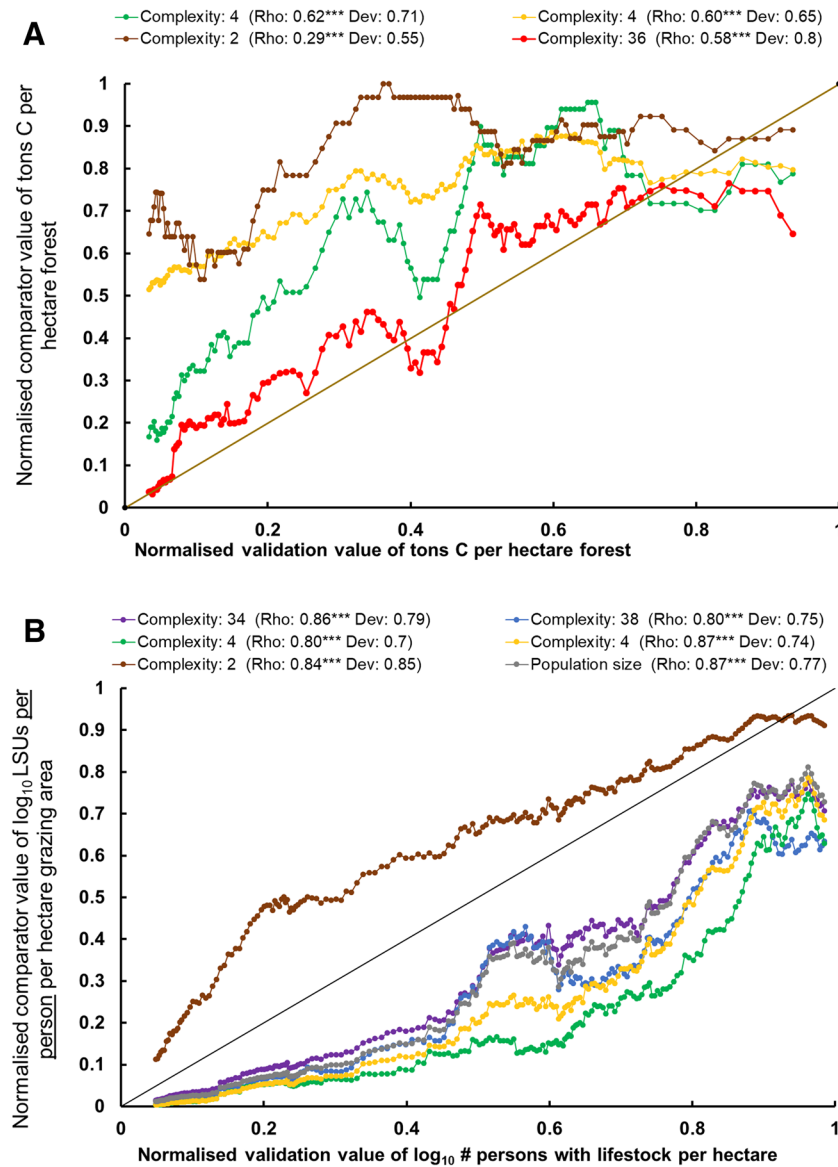 A
Complexity: 4 (Rho: 0.62*** Dev: 0.71)
Complexity: 4 (Rho: 0.60*** Dev: 0.65)
Complexity: 2 (Rho: 0.29*** Dev: 0.55)
Complexity: 36 (Rho: 0.58*** Dev: 0.8)
Normalised comparator value of tons C per
hectare forest
1
0.9
0.8
0.7
0.6
0.5
0.4
0.3
0.2
0.1
0
0 0.2 0.4 0.6 0.8 1
Normalised validation value of tons C per hectare forest
B
Complexity: 34 (Rho: 0.86*** Dev: 0.79)
Complexity: 38 (Rho: 0.80*** Dev: 0.75)
Complexity: 4 (Rho: 0.80*** Dev: 0.7)
Complexity: 4 (Rho: 0.87*** Dev: 0.74)
Complexity: 2 (Rho: 0.84*** Dev: 0.85)
Population size (Rho: 0.87*** Dev: 0.77)
Normalised comparator value of log₁₀ LSUs per
person per hectare grazing area
1
0.9
0.8
0.7
0.6
0.5
0.4
0.3
0.2
0.1
0
0 0.2 0.4 0.6 0.8 1
Normalised validation value of log₁₀ # persons with lifestock per hectare